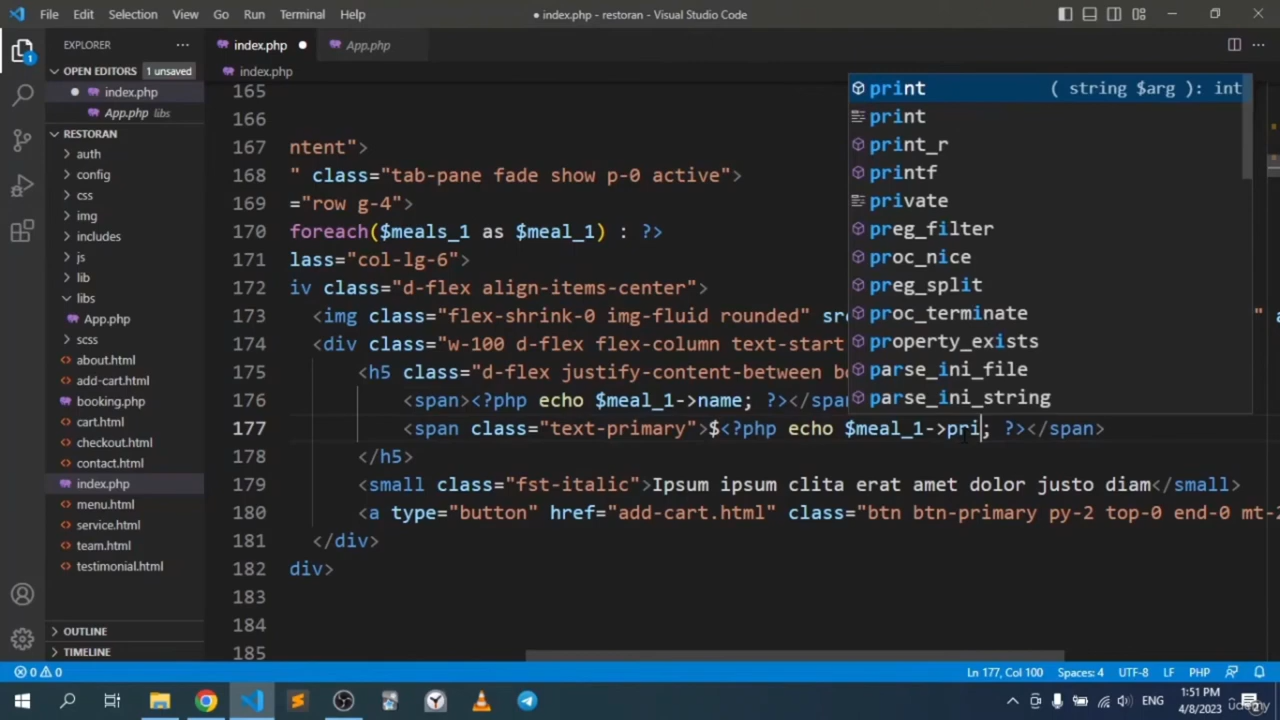 File Edit Selection View Go Run Terminal Help
● index.php - restoran - Visual Studio Code
EXPLORER
index.php
App.php
OPEN EDITORS 1 unsaved
index.php
index.php
App.php libs
RESTORAN
auth
config
css
img
includes
js
lib
libs
App.php
scss
about.html
add-cart.html
booking.php
cart.html
checkout.html
contact.html
index.php
menu.html
service.html
team.html
testimonial.html
OUTLINE
TIMELINE
165
166
167 ntent">
168 " class="tab-pane fade show p-0 active">
169 ="row g-4">
170 foreach($meals_1 as $meal_1) : ?>
171 lass="col-lg-6">
172 iv class="d-flex align-items-center">
173 <img class="flex-shrink-0 img-fluid rounded" src " a
174 <div class="w-100 d-flex flex-column text-start
175 <h5 class="d-flex justify-content-between bo
176 <span><?php echo $meal_1->name; ?></spa
177 <span class="text-primary">$<?php echo $meal_1->pri; ?></span>
178 </h5>
179 <small class="fst-italic">Ipsum ipsum clita erat amet dolor justo diam</small>
180 <a type="button" href="add-cart.html" class="btn btn-primary py-2 top-0 end-0 mt-2
181 </div>
182 div>
183
184
185
print ( string $arg ): int
print
print_r
printf
private
preg_filter
proc_nice
preg_split
proc_terminate
property_exists
parse_ini_file
parse_ini_string
0 0
Ln 177, Col 100 Spaces: 4 UTF-8 LF PHP
ENG
1:51 PM
4/8/2023
udemy